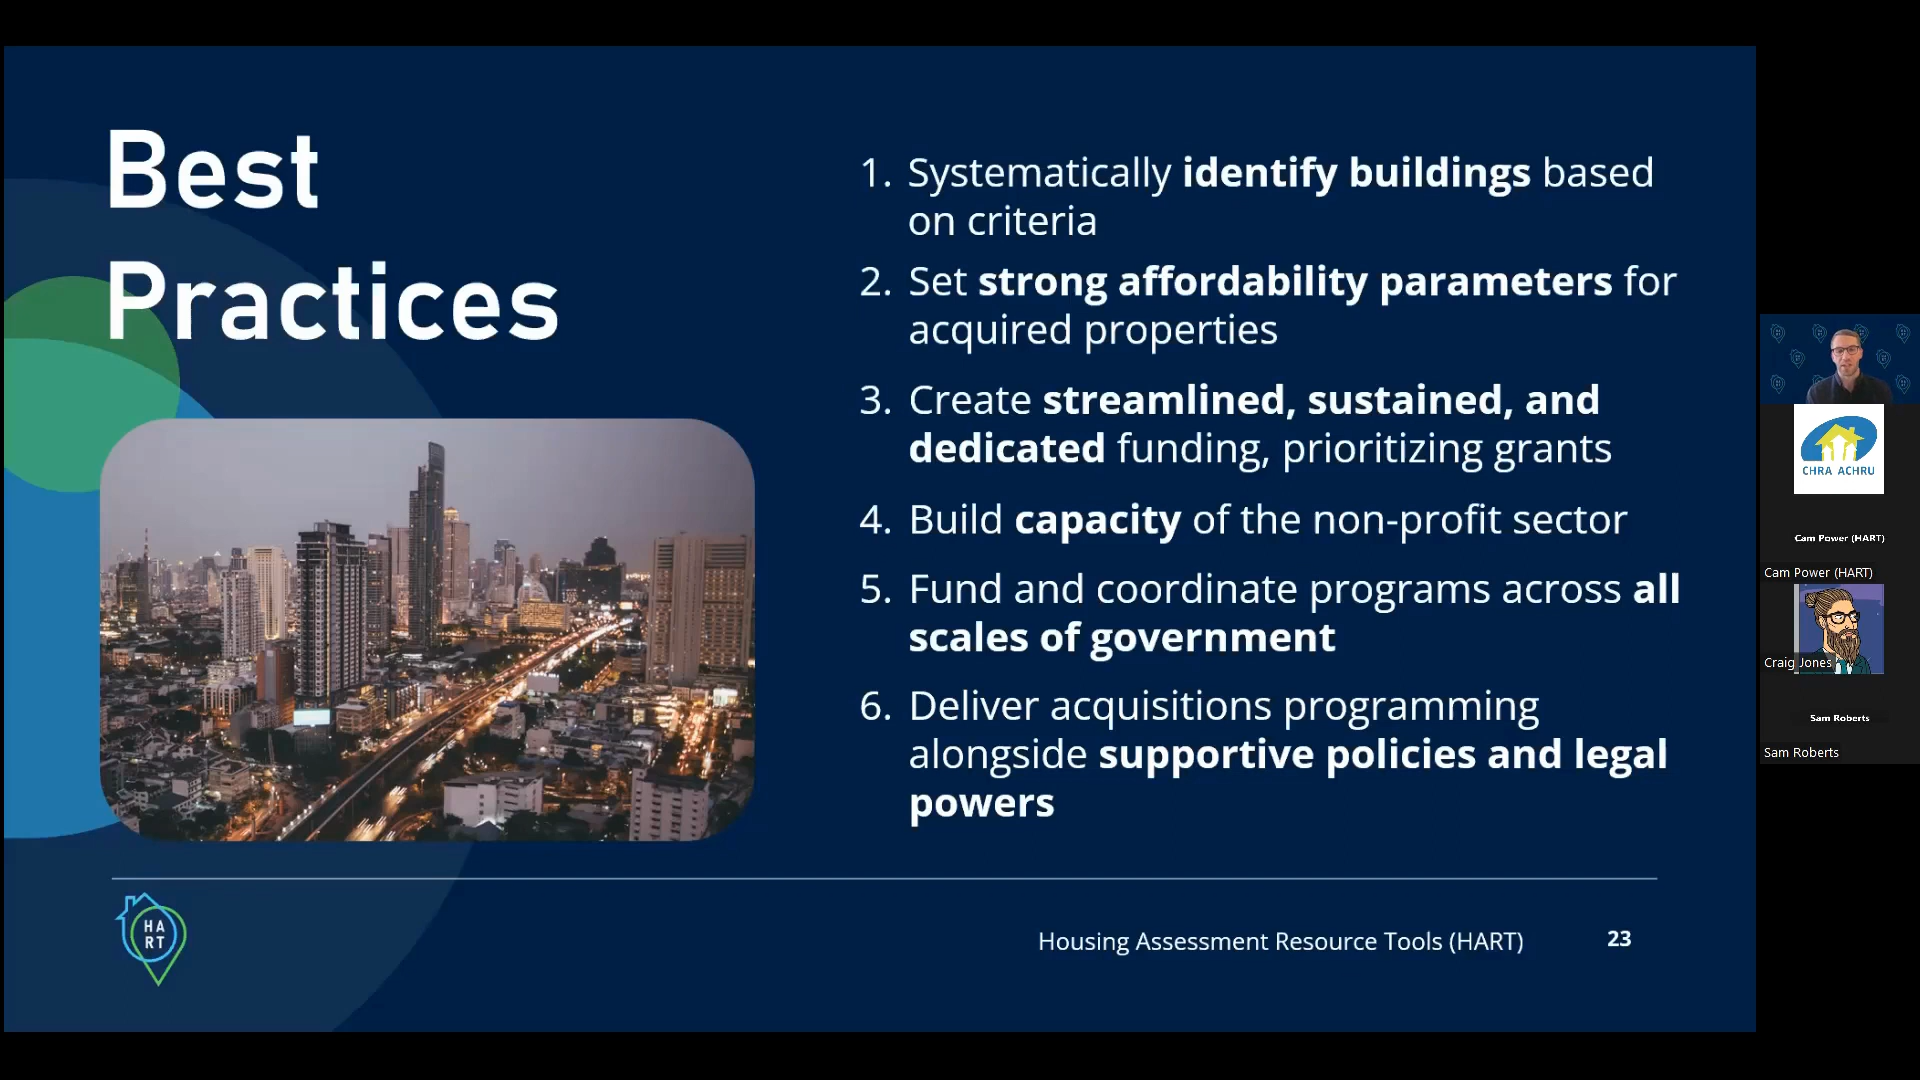 Best
Practices
1. Systematically identify buildings based
on criteria
2. Set strong affordability parameters for
acquired properties
3. Create streamlined, sustained, and
dedicated funding, prioritizing grants
4. Build capacity of the non-profit sector
5. Fund and coordinate programs across all
scales of government
6. Deliver acquisitions programming
alongside supportive policies and legal
powers
HA
RT
Housing Assessment Resource Tools (HART)
23
CHRA ACHRU
Cam Power (HART)
Cam Power (HART)
Craig Jones
Sam Roberts
Sam Roberts